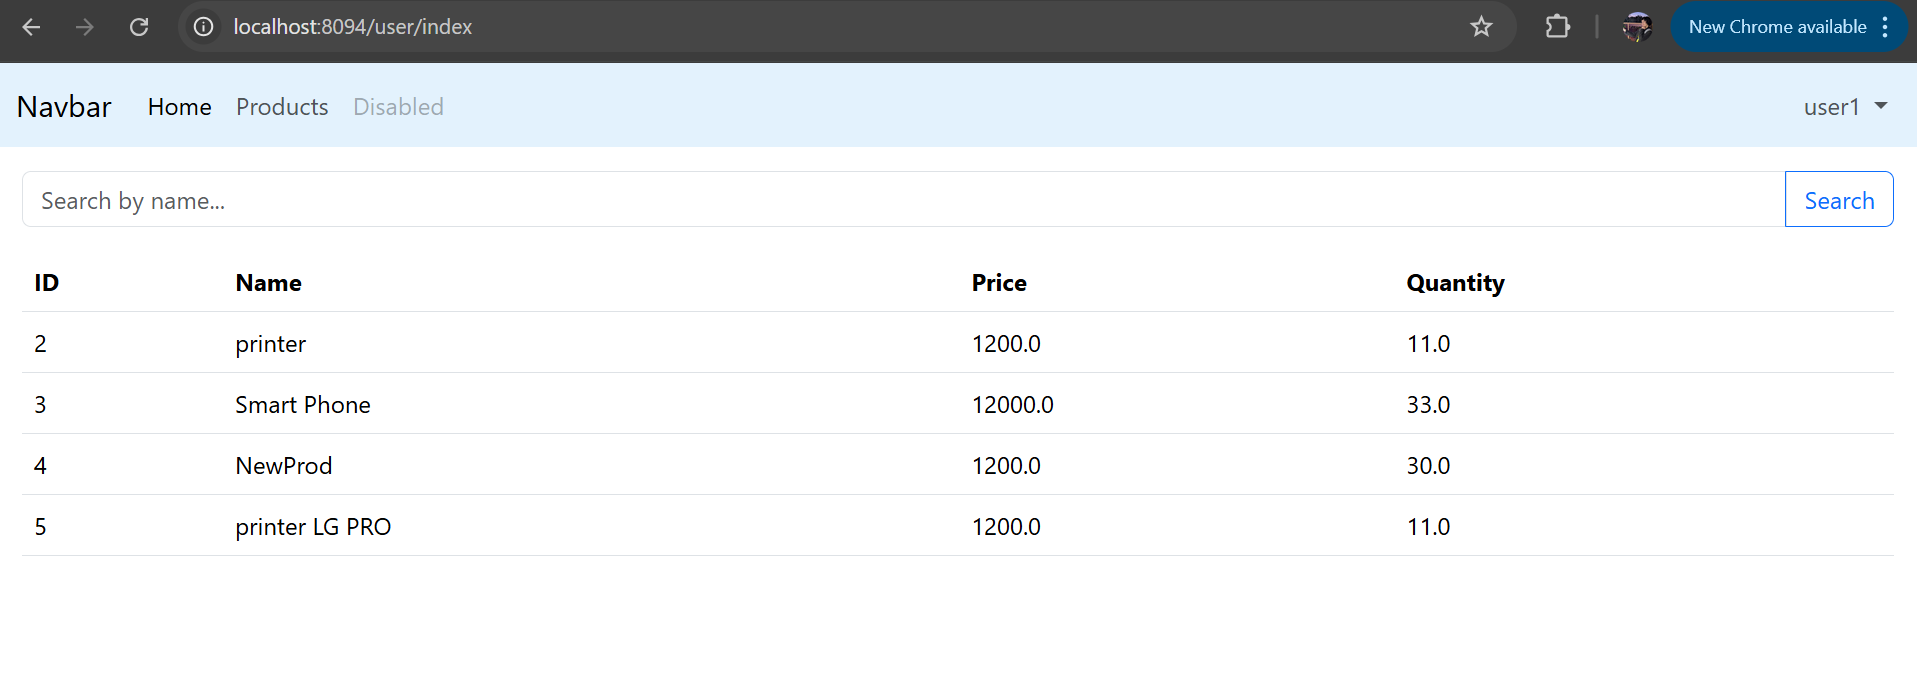 localhost:8094/user/index
New Chrome available
Navbar Home Products Disabled user1
Search by name... Search
ID Name Price Quantity
2 printer 1200.0 11.0
3 Smart Phone 12000.0 33.0
4 NewProd 1200.0 30.0
5 printer LG PRO 1200.0 11.0